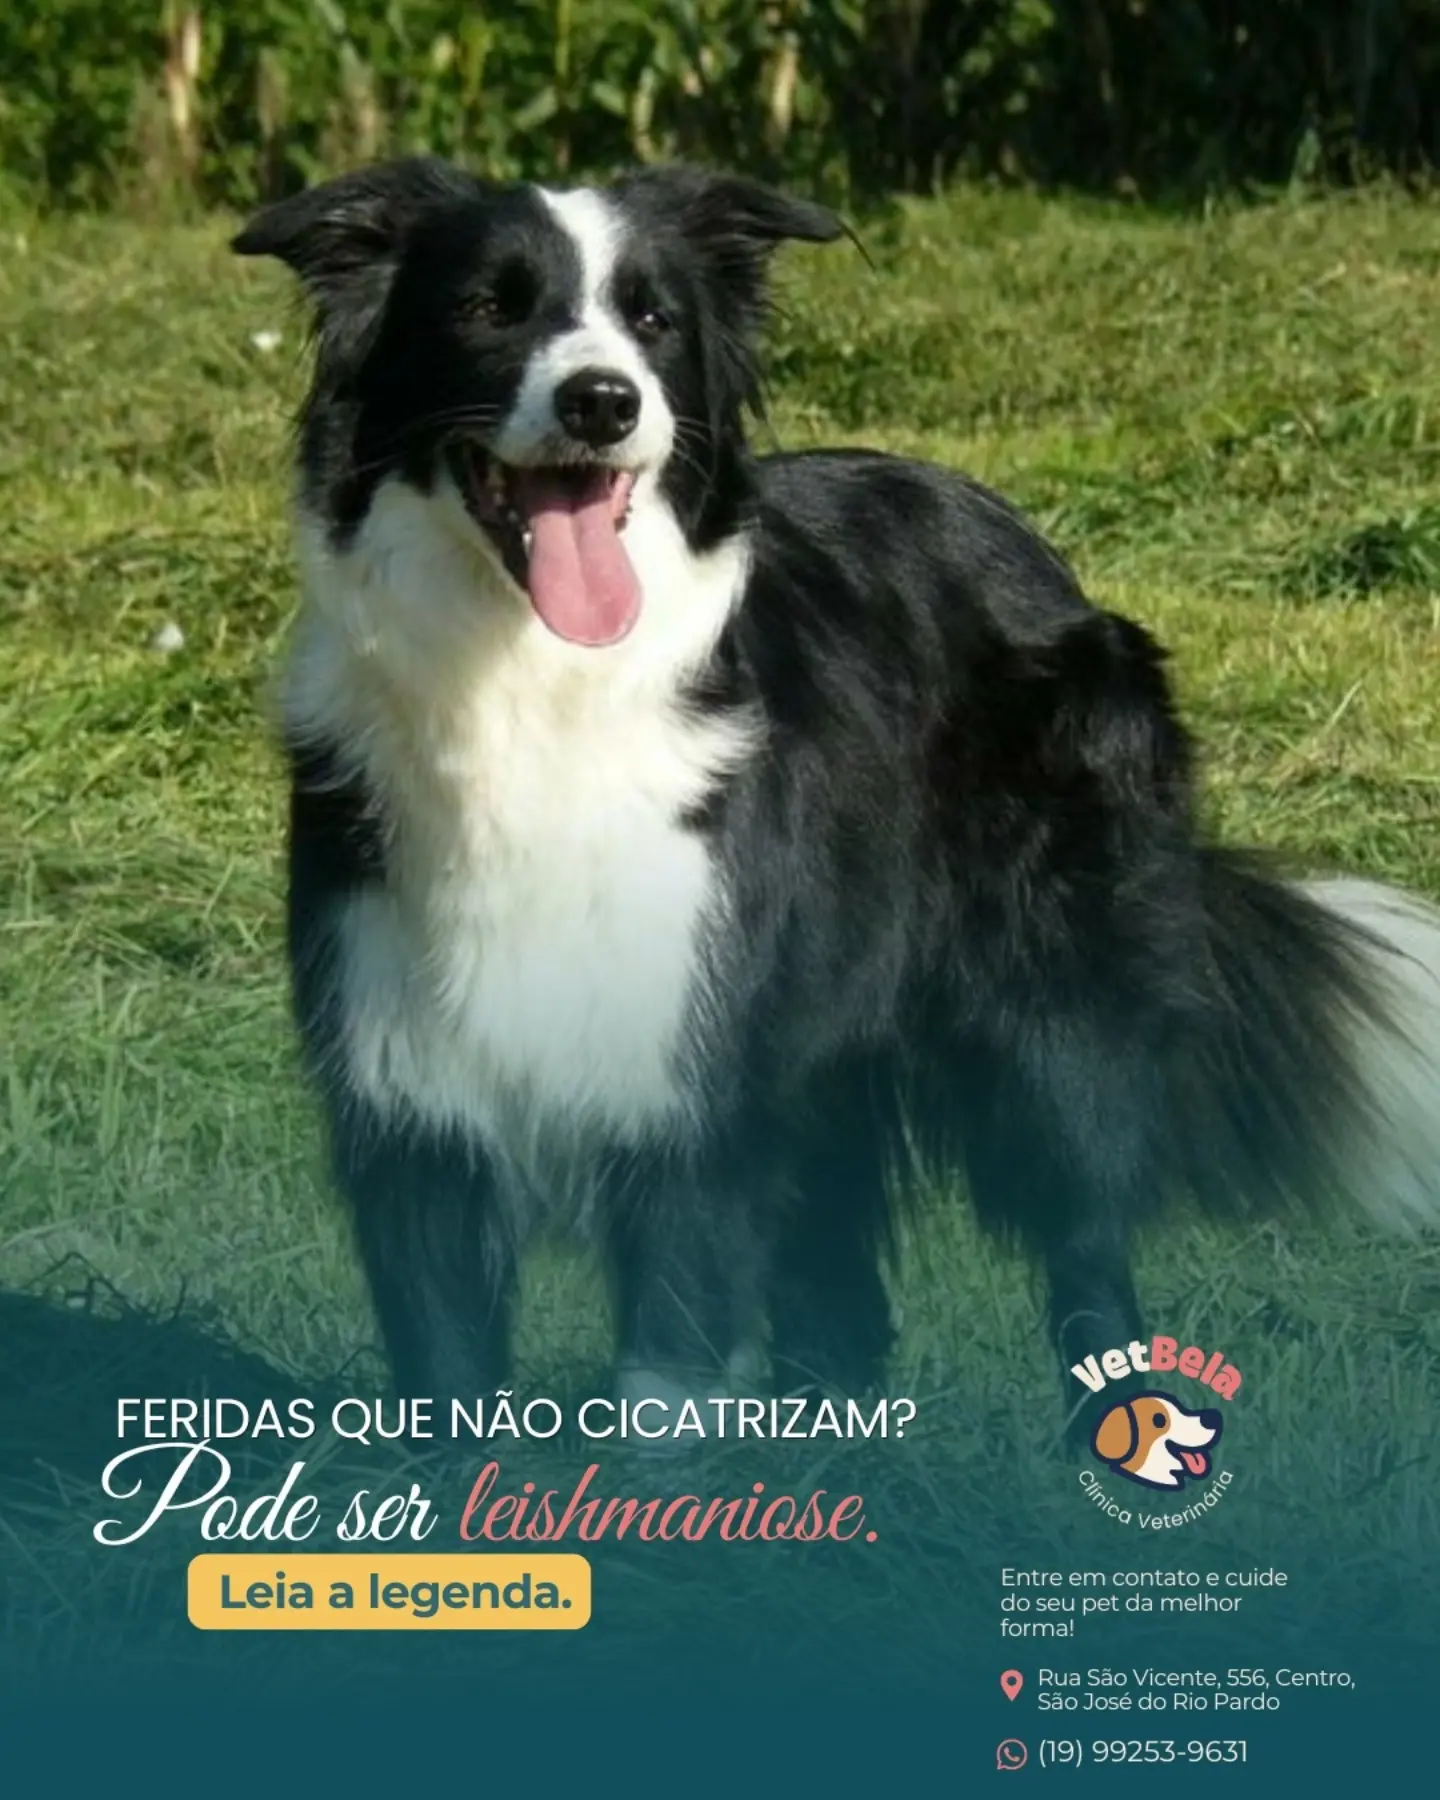 FERIDAS QUE NÃO CICATRIZAM?
Pode ser leishmaniose.
Leia a legenda.
VetBela
Clínica Veterinária
Entre em contato e cuide
do seu pet da melhor
forma!
Rua São Vicente, 556, Centro,
São José do Rio Pardo
(19) 99253-9631